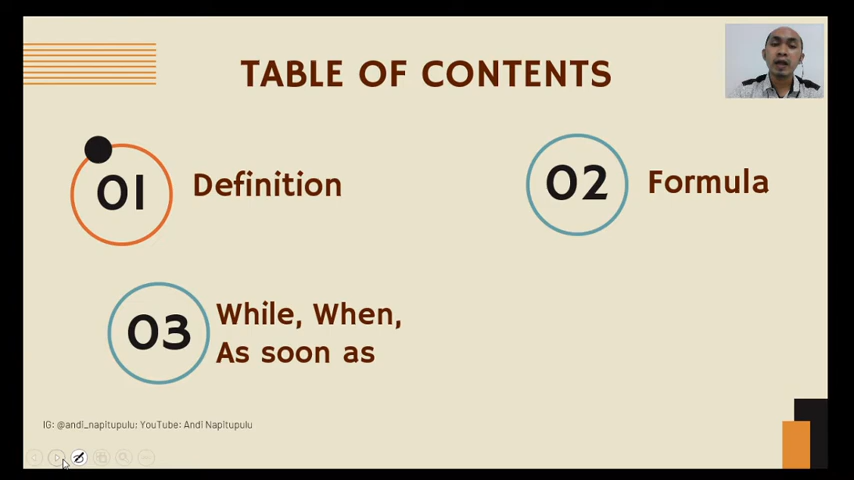 TABLE OF CONTENTS
01
Definition
02
Formula
03
While, When,
As soon as
IG: @andi_napitupulu; YouTube: Andi Napitupulu